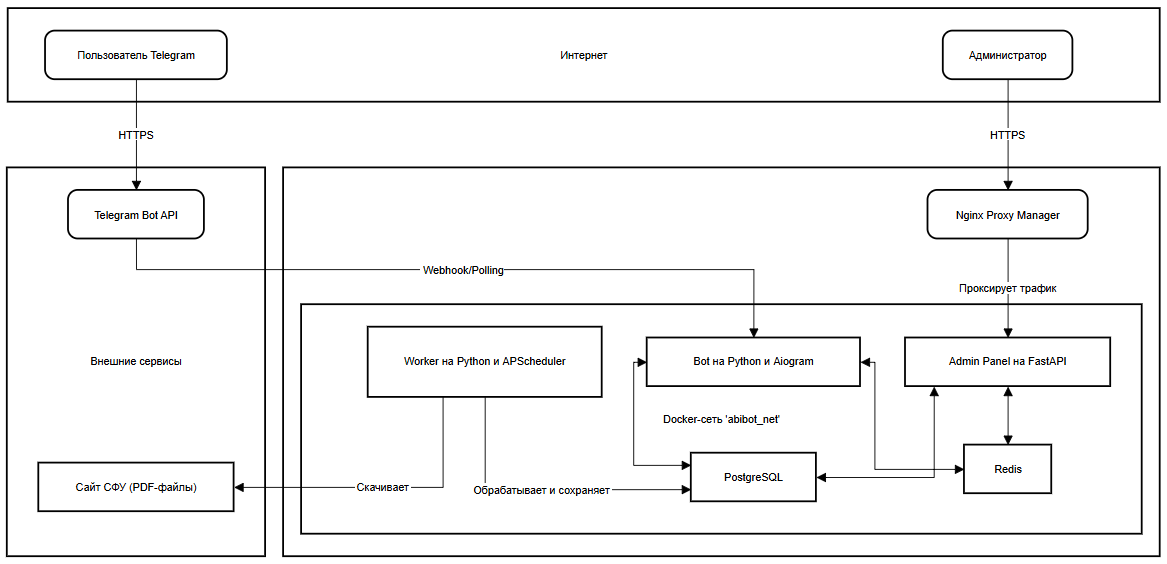 Пользователь Telegram
Интернет
Администратор
HTTPS
HTTPS
Telegram Bot API
Nginx Proxy Manager
Webhook/Polling
Проксирует трафик
Внешние сервисы
Worker на Python и APScheduler
Bot на Python и Aiogram
Admin Panel на FastAPI
Docker-сеть 'abibot_net'
Redis
PostgreSQL
Сайт СФУ (PDF-файлы)
Скачивает
Обрабатывает и сохраняет